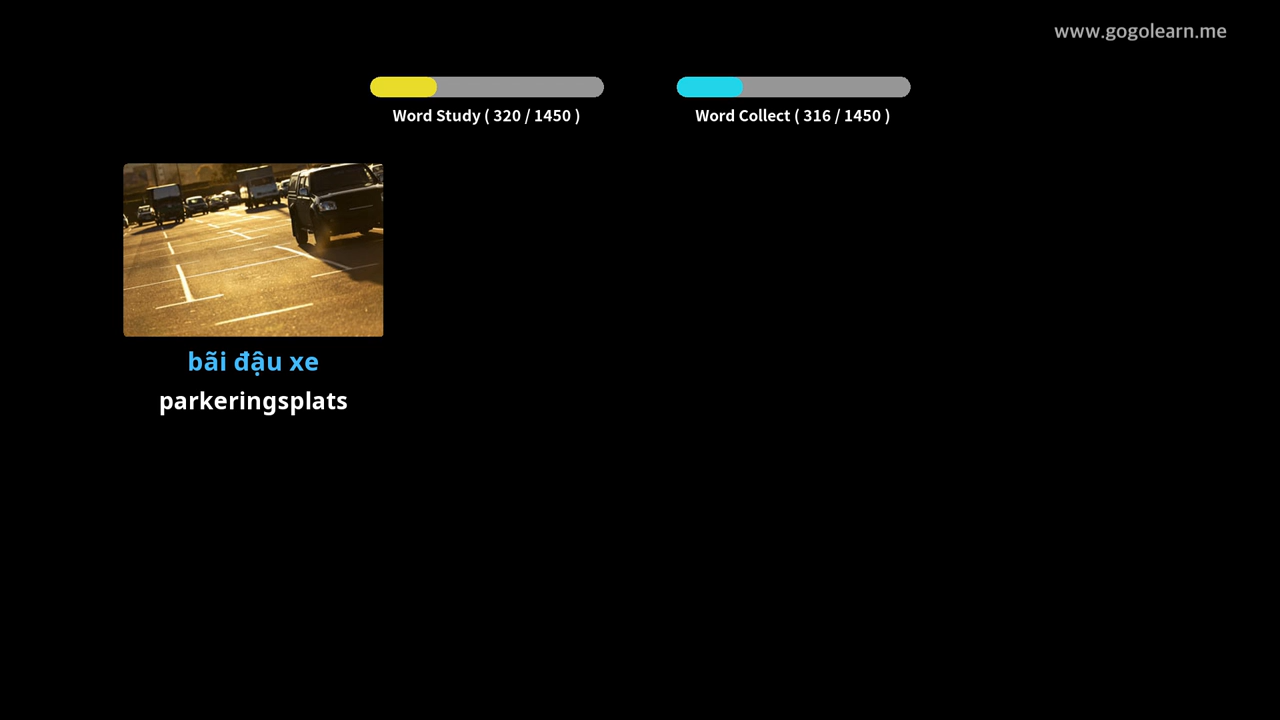 www.gogolearn.me
Word Study ( 320 / 1450 )
Word Collect ( 316 / 1450 )
bãi đậu xe
parkeringsplats